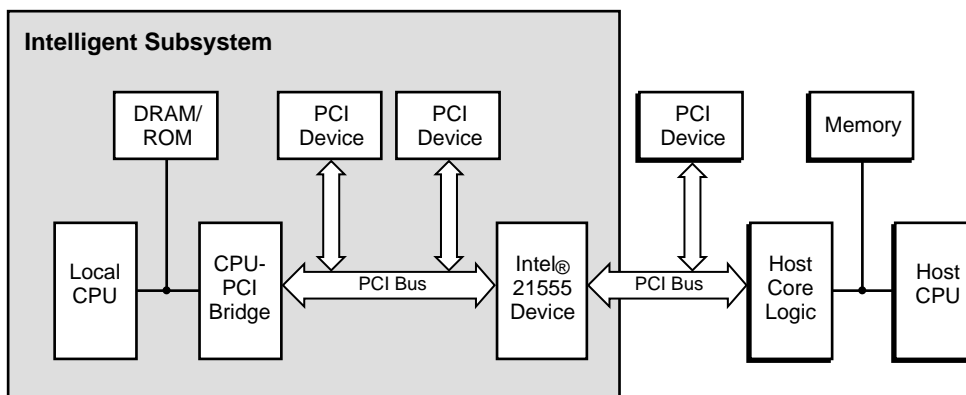 Intelligent Subsystem
DRAM/
ROM
PCI
Device
PCI
Device
PCI
Device
Memory
Local
CPU
CPU-
PCI
Bridge
PCI Bus
Intel®
21555
Device
PCI Bus
Host
Core
Logic
Host
CPU